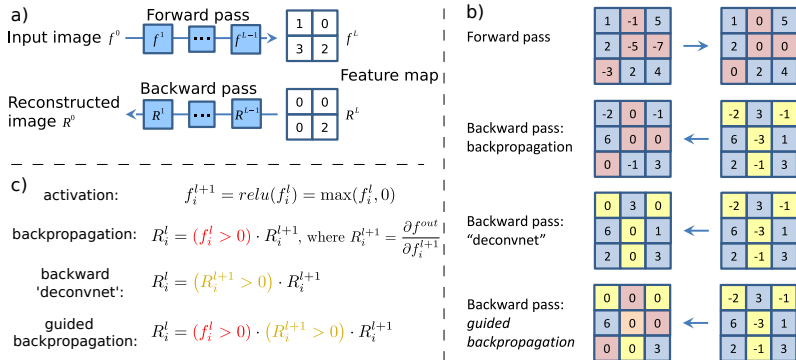 a)
Forward pass
Input image f^0
f^1 ... f^{L-1}
1 0
3 2
f^L
Feature map
Backward pass
Reconstructed
image R^0
R^1 ... R^{L-1}
0 0
0 2
R^L
c)
activation: f_i^{l+1} = relu(f_i^l) = max(f_i^l, 0)
backpropagation: R_i^l = (f_i^l > 0) · R_i^{l+1}, where R_i^{l+1} = ∂f^{out} / ∂f_i^{l+1}
backward
'deconvnet':
R_i^l = (R_i^{l+1} > 0) · R_i^{l+1}
guided
backpropagation:
R_i^l = (f_i^l > 0) · (R_i^{l+1} > 0) · R_i^{l+1}
b)
Forward pass
1 -1 5
2 -5 -7
-3 2 4
1 0 5
2 0 0
0 2 4
Backward pass:
backpropagation
-2 0 -1
6 0 0
0 -1 3
-2 3 -1
6 -3 1
2 -1 3
Backward pass:
“deconvnet”
0 3 0
6 0 1
2 0 3
-2 3 -1
6 -3 1
2 -1 3
Backward pass:
guided
backpropagation
0 0 0
6 0 0
0 0 3
-2 3 -1
6 -3 1
2 -1 3